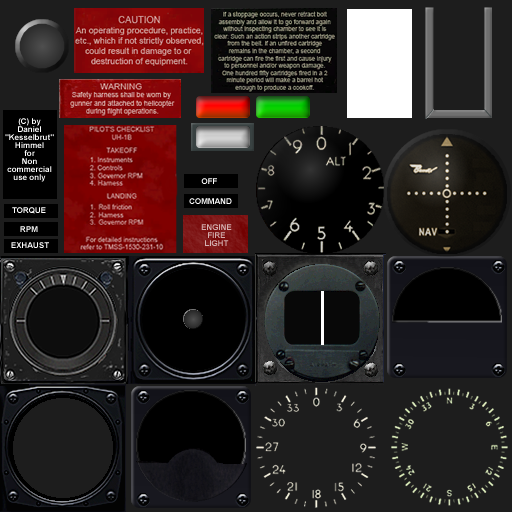 CAUTION
An operating procedure, practice,
etc., which if not strictly observed,
could result in damage to or
destruction of equipment.
If a stoppage occurs, never retract bolt
assembly and allow it to go forward again
without inspecting chamber to see it is
clear. Such an action strips another cartridge
from the belt. If an unfired cartridge
remains in the chamber, a second
cartridge can fire the first and cause injury
to personnel and/or weapon damage.
One hundred fifty cartridges fired in a 2
minute period will make a barrel hot
enough to produce a cookoff.
WARNING
Safety harness shall be worn by
gunner and attached to helicopter
during flight operations.
(C) by
Daniel
"Kesselbrut"
Himmel
for
Non
commercial
use only
PILOT'S CHECKLIST
UH-1B
TAKEOFF
1. Instruments
2. Controls
3. Governor RPM
4. Harness
LANDING
1. Roll friction
2. Harness
3. Governor RPM
For detailed instructions
refer to TMSS-1530-231-10
OFF
COMMAND
ENGINE
FIRE
LIGHT
TORQUE
RPM
EXHAUST
0
1
2
3
4
5
6
7
8
9
ALT
NAV
0
3
6
9
12
15
18
21
24
27
30
33
N
3
6
E
12
15
S
21
24
W
30
33